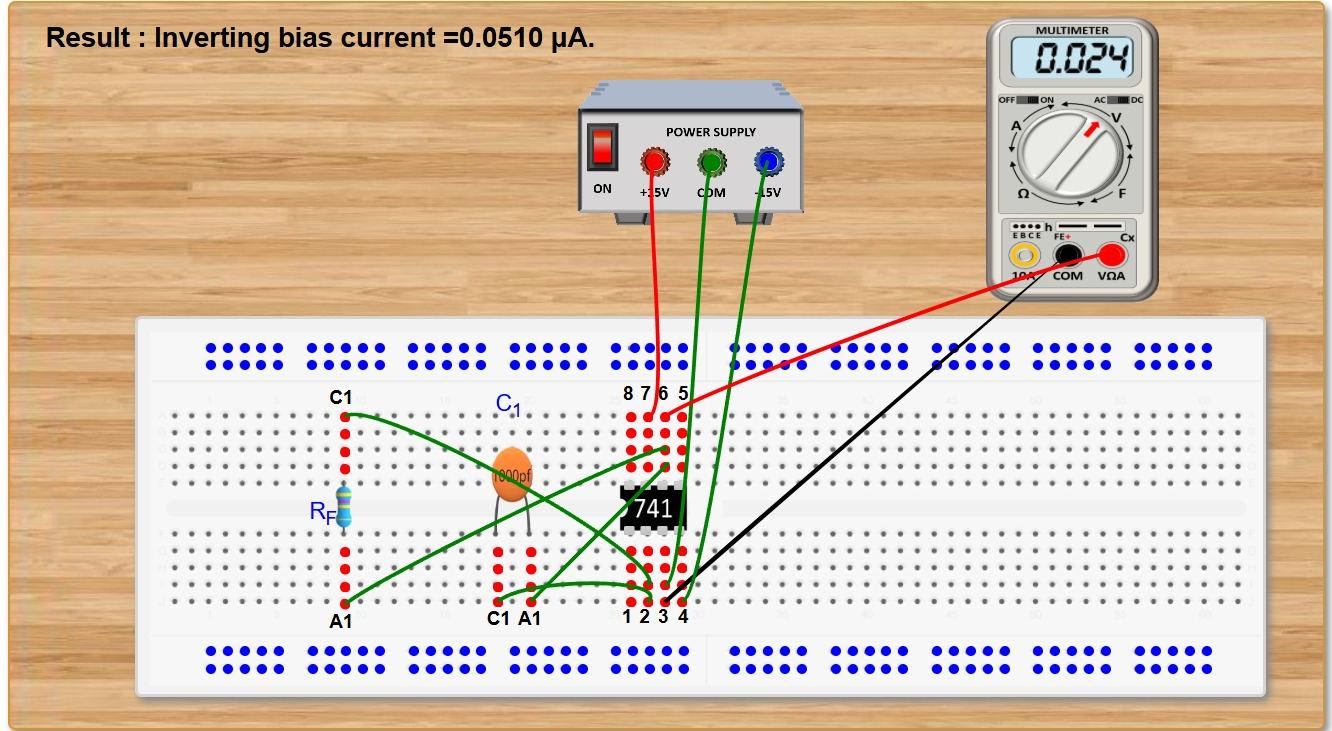 Result : Inverting bias current =0.0510 µA.
MULTIMETER
0.024
OFF ON AC DC
A V
Ω F
h
E B C E FE+ Cx
10A COM VΩA
POWER SUPPLY
ON +15V COM -15V
C1
C1
8 7 6 5
1000pf
RF
741
A1
C1 A1
1 2 3 4